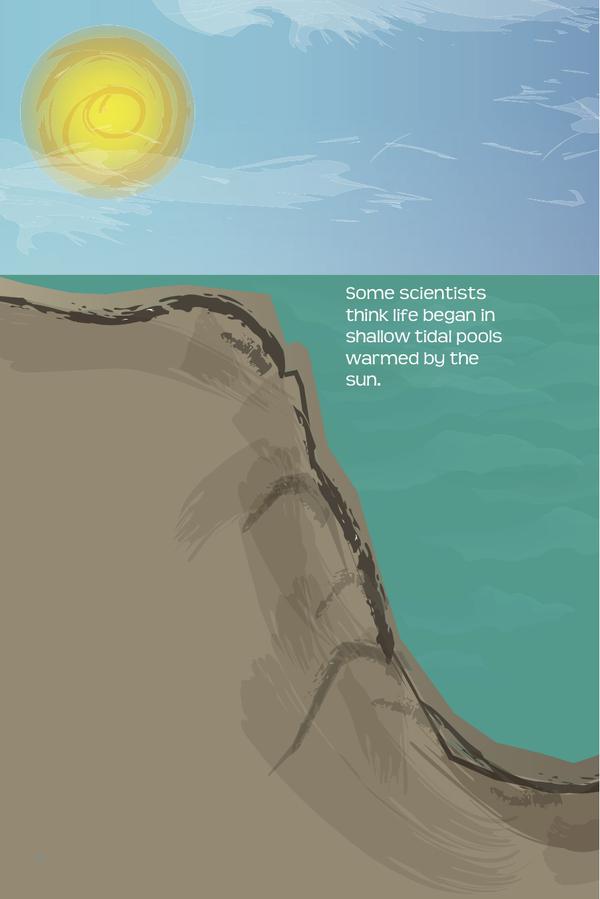 Some scientists
think life began in
shallow tidal pools
warmed by the
sun.